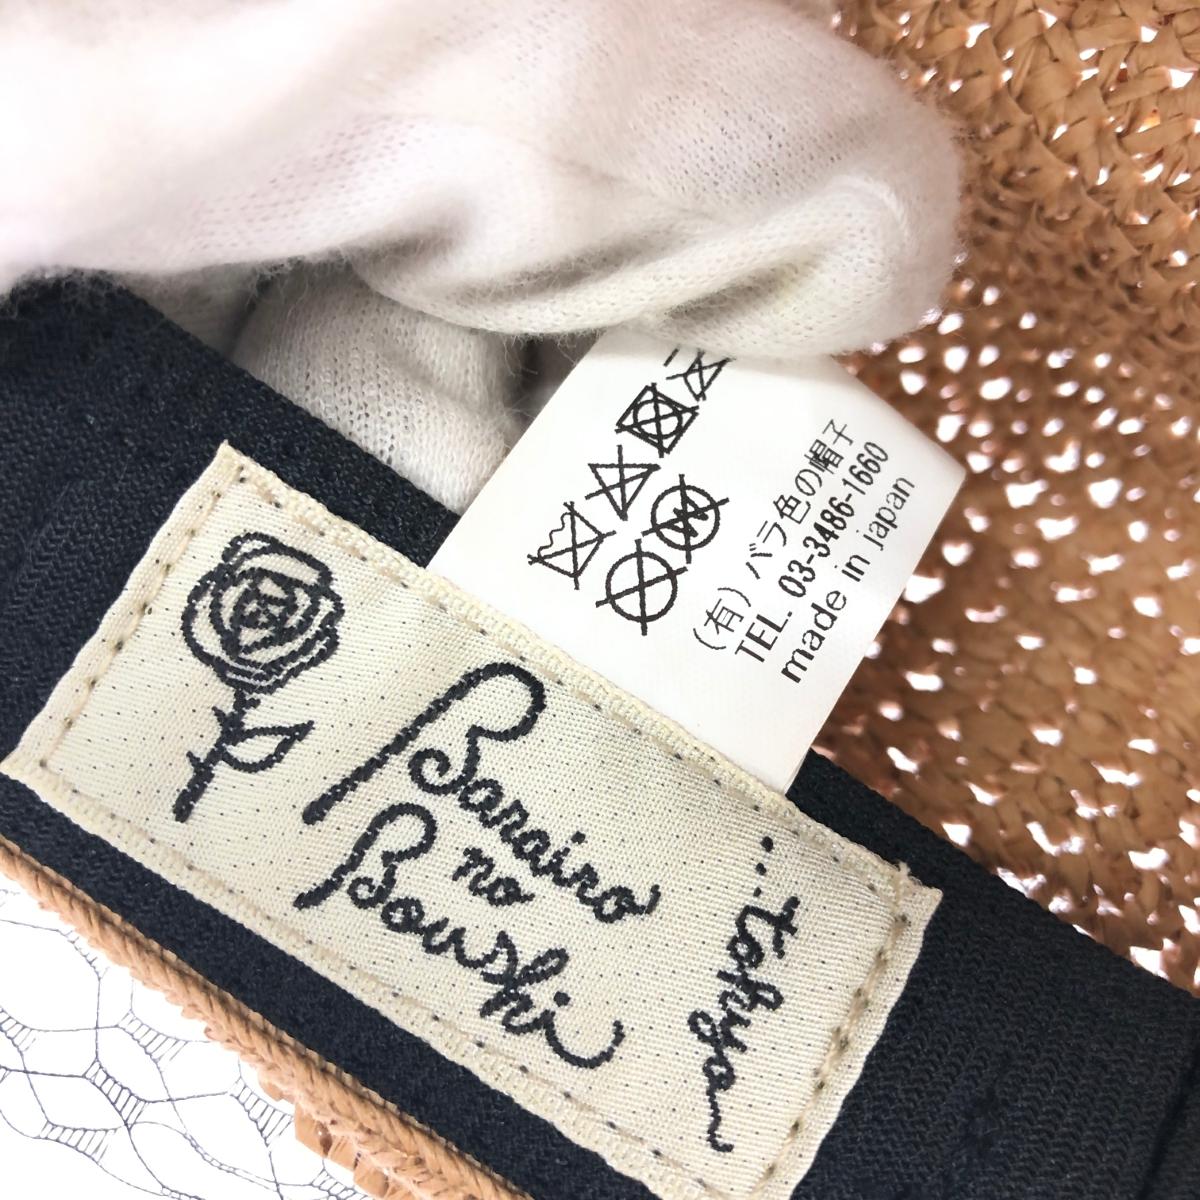 Barairo
no
Boushi
...tokyo
(有)バラ色の帽子
TEL. 03-3486-1660
made in japan